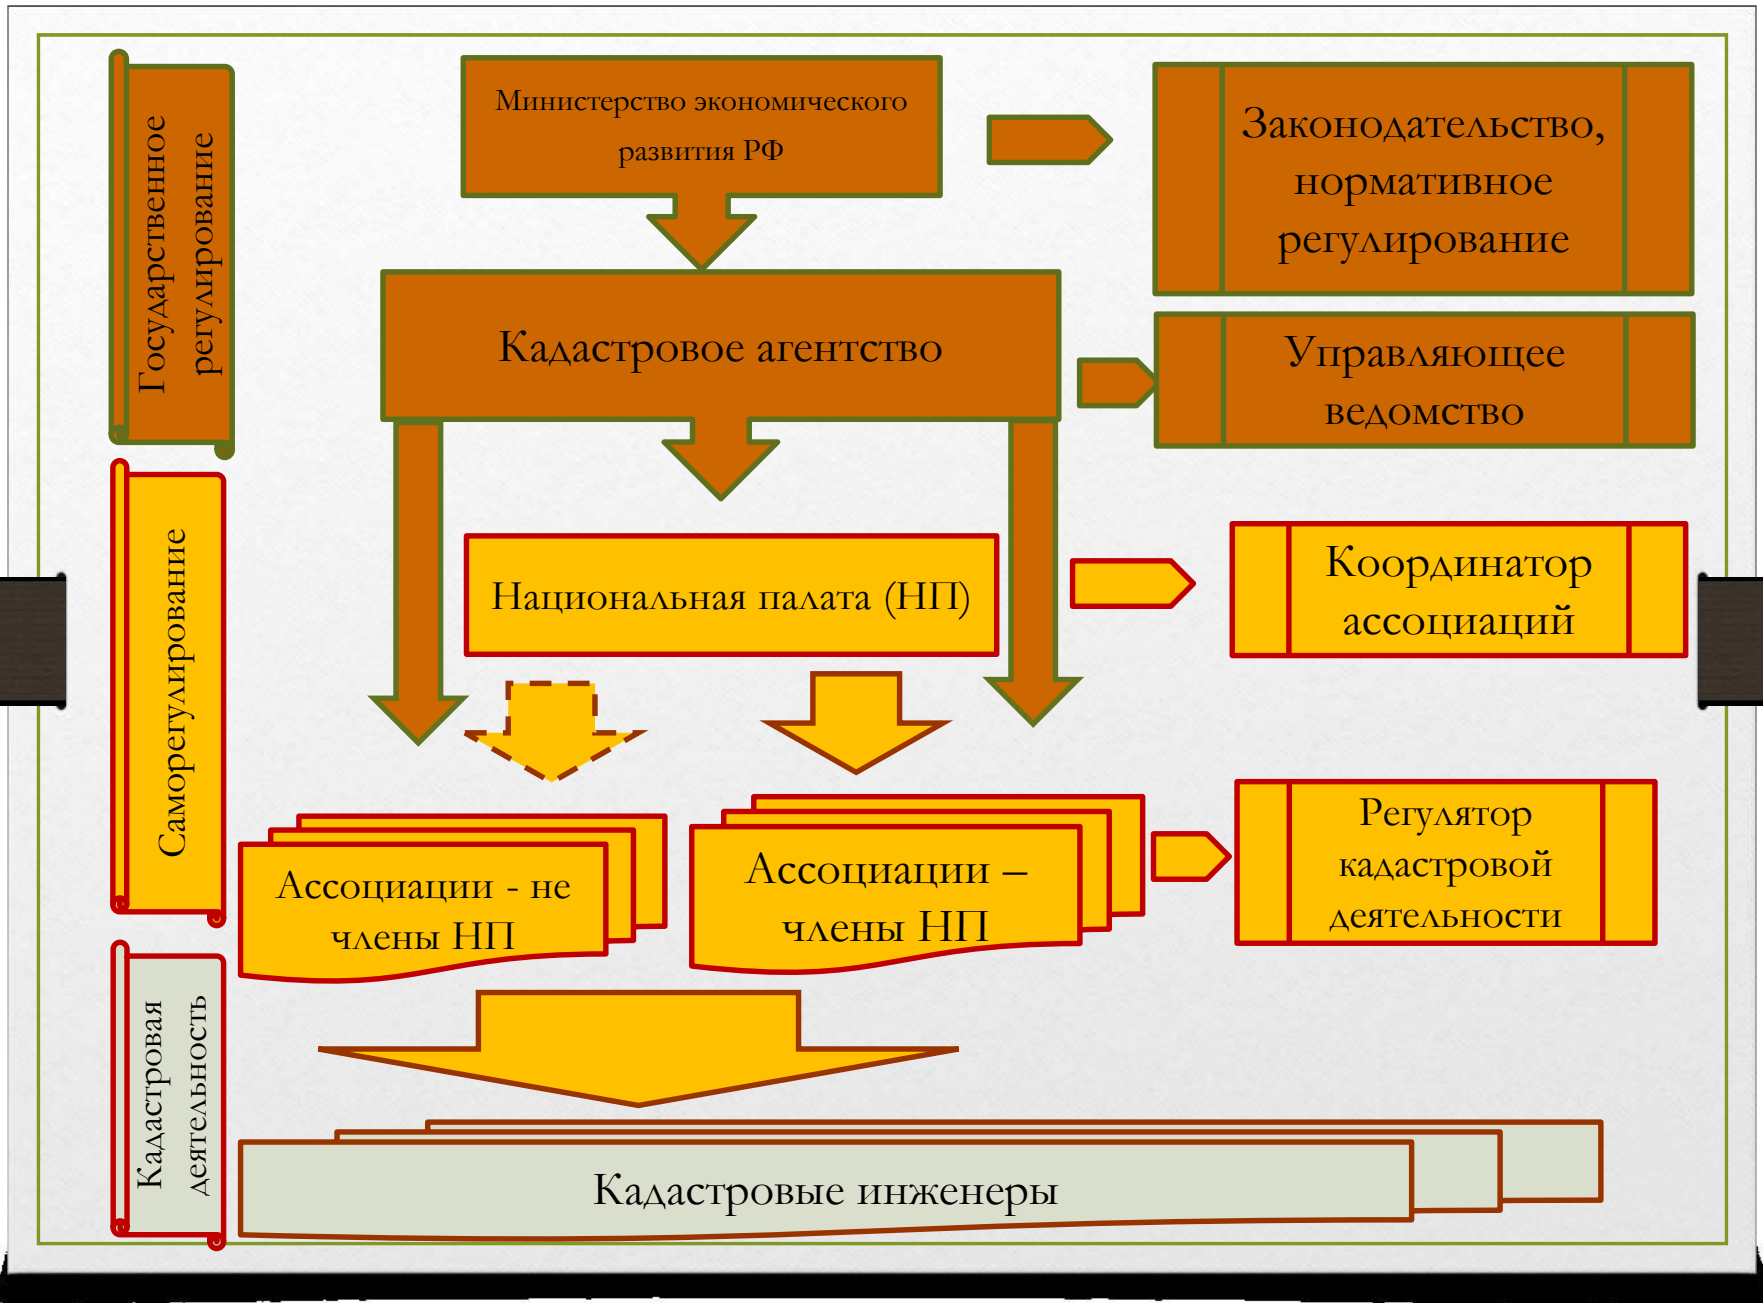 Государственное
регулирование
Министерство экономического
развития РФ
Законодательство,
нормативное
регулирование
Кадастровое агентство
Управляющее
ведомство
Саморегулирование
Национальная палата (НП)
Координатор
ассоциаций
Ассоциации - не
члены НП
Ассоциации –
члены НП
Регулятор
кадастровой
деятельности
Кадастровая
деятельность
Кадастровые инженеры